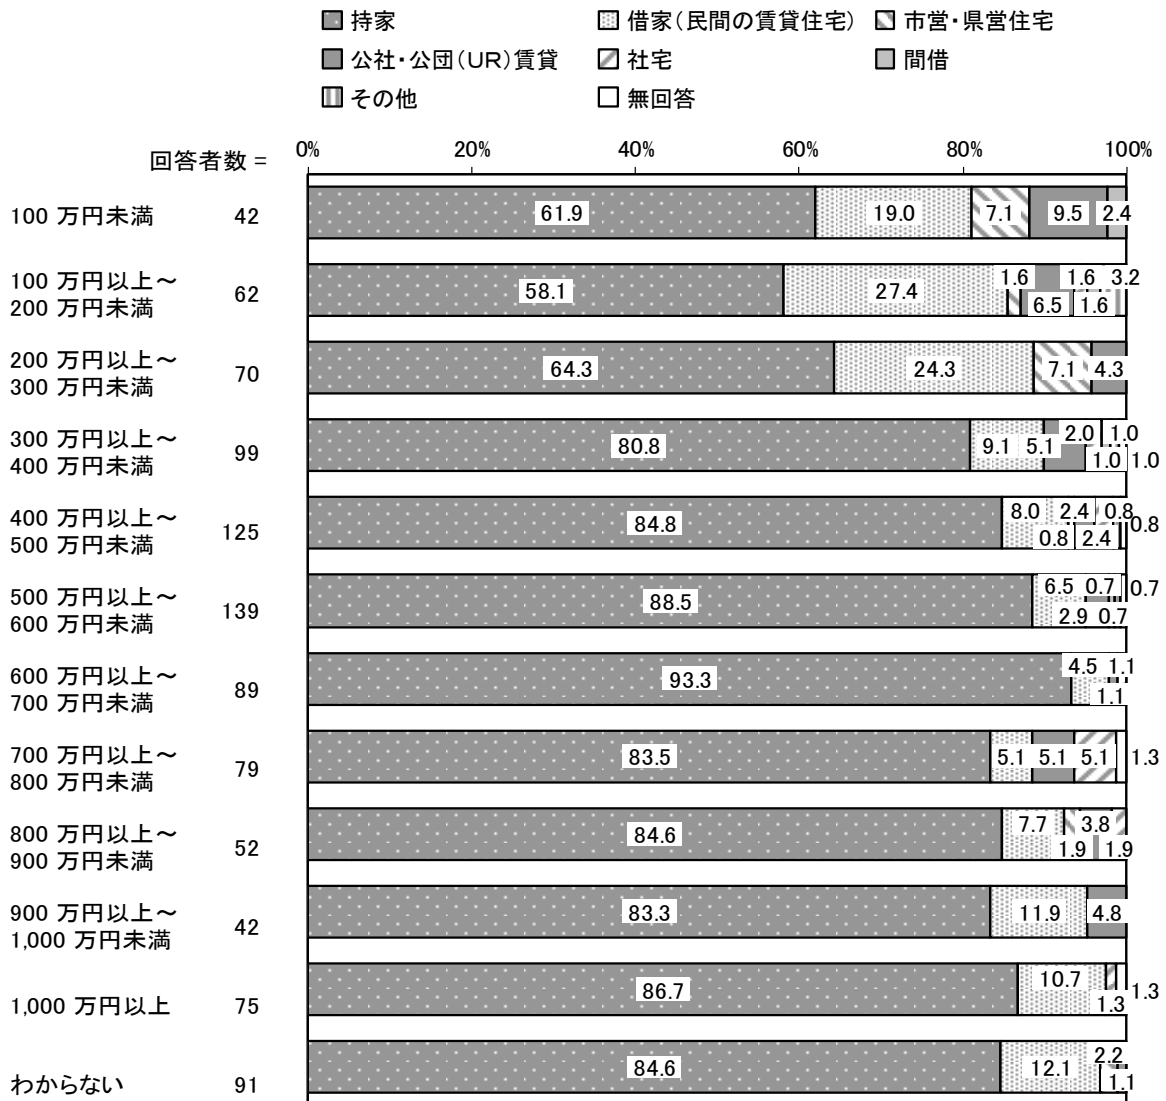 持家 借家(民間の賃貸住宅) 市営・県営住宅
公社・公団(UR)賃貸 社宅 間借
その他 無回答
回答者数 = 0% 20% 40% 60% 80% 100%
100 万円未満 42 61.9 19.0 7.1 9.5 2.4
100 万円以上～ 1.6 1.6 3.2
200 万円未満 62 58.1 27.4 6.5 1.6
200 万円以上～
300 万円未満 70 64.3 24.3 7.1 4.3
300 万円以上～ 2.0 1.0
400 万円未満 99 80.8 9.1 5.1 1.0 1.0
400 万円以上～ 8.0 2.4 0.8
500 万円未満 125 84.8 0.8 2.4 0.8
500 万円以上～ 6.5 0.7 0.7
600 万円未満 139 88.5 2.9 0.7
600 万円以上～ 4.5 1.1
700 万円未満 89 93.3 1.1
700 万円以上～
800 万円未満 79 83.5 5.1 5.1 5.1 1.3
800 万円以上～ 7.7 3.8
900 万円未満 52 84.6 1.9 1.9
900 万円以上～
1,000 万円未満 42 83.3 11.9 4.8
1,000 万円以上 75 86.7 10.7 1.3 1.3
わからない 91 84.6 12.1 2.2 1.1